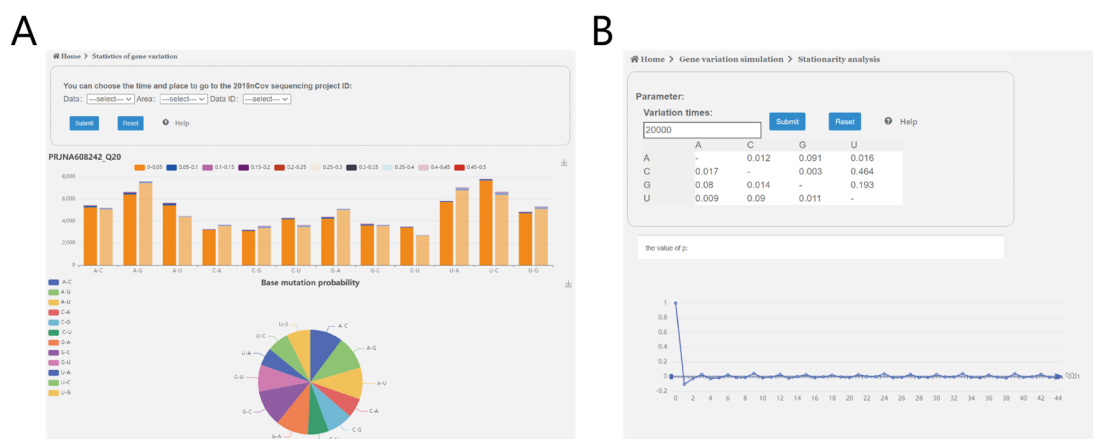 A
Home > Statistics of gene variation
You can choose the time and place to go to the 2019nCov sequencing project ID:
Data: ---select--- Area: ---select--- Data ID: ---select---
Submit Reset Help
PRJNA608242_Q20
0-0.05 0.05-0.1 0.1-0.15 0.15-0.2 0.2-0.25 0.25-0.3 0.3-0.35 0.35-0.4 0.4-0.45 0.45-0.5
8,000
6,000
4,000
2,000
0
A-C A-G A-U C-A C-G C-U G-A G-C G-U U-A U-C U-G
Base mutation probability
A-C
A-G
A-U
C-A
C-G
C-U
G-A
G-C
G-U
U-A
U-C
U-G
U-G A-C
U-C A-G
U-A
G-U A-U
C-A
G-C C-G
G-A
B
Home > Gene variation simulation > Stationarity analysis
Parameter:
Variation times:
20000 Submit Reset Help
A C G U
A - 0.012 0.091 0.016
C 0.017 - 0.003 0.464
G 0.08 0.014 - 0.193
U 0.009 0.09 0.011 -
the value of p:
1
0.8
0.6
0.4
0.2
0
-0.2
0 2 4 6 8 10 12 14 16 18 20 22 24 26 28 30 32 34 36 38 40 42 44